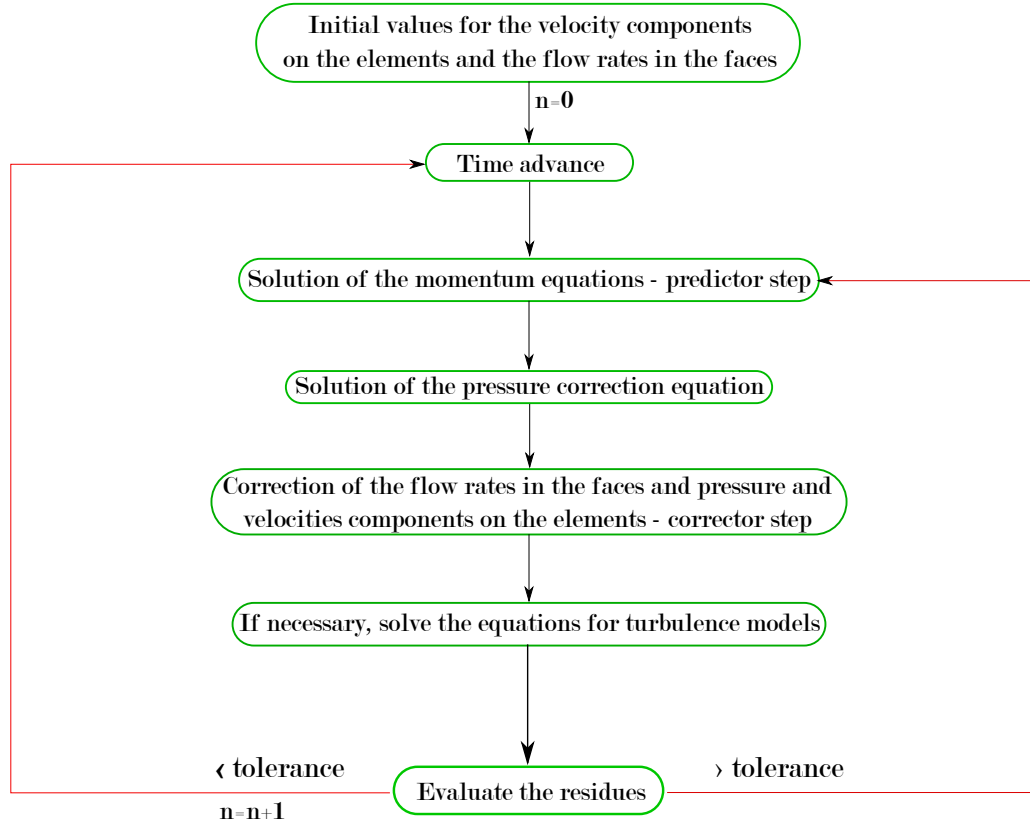 Initial values for the velocity components
on the elements and the flow rates in the faces
n=0
Time advance
Solution of the momentum equations - predictor step
Solution of the pressure correction equation
Correction of the flow rates in the faces and pressure and
velocities components on the elements - corrector step
If necessary, solve the equations for turbulence models
‹ tolerance
› tolerance
Evaluate the residues
n=n+1